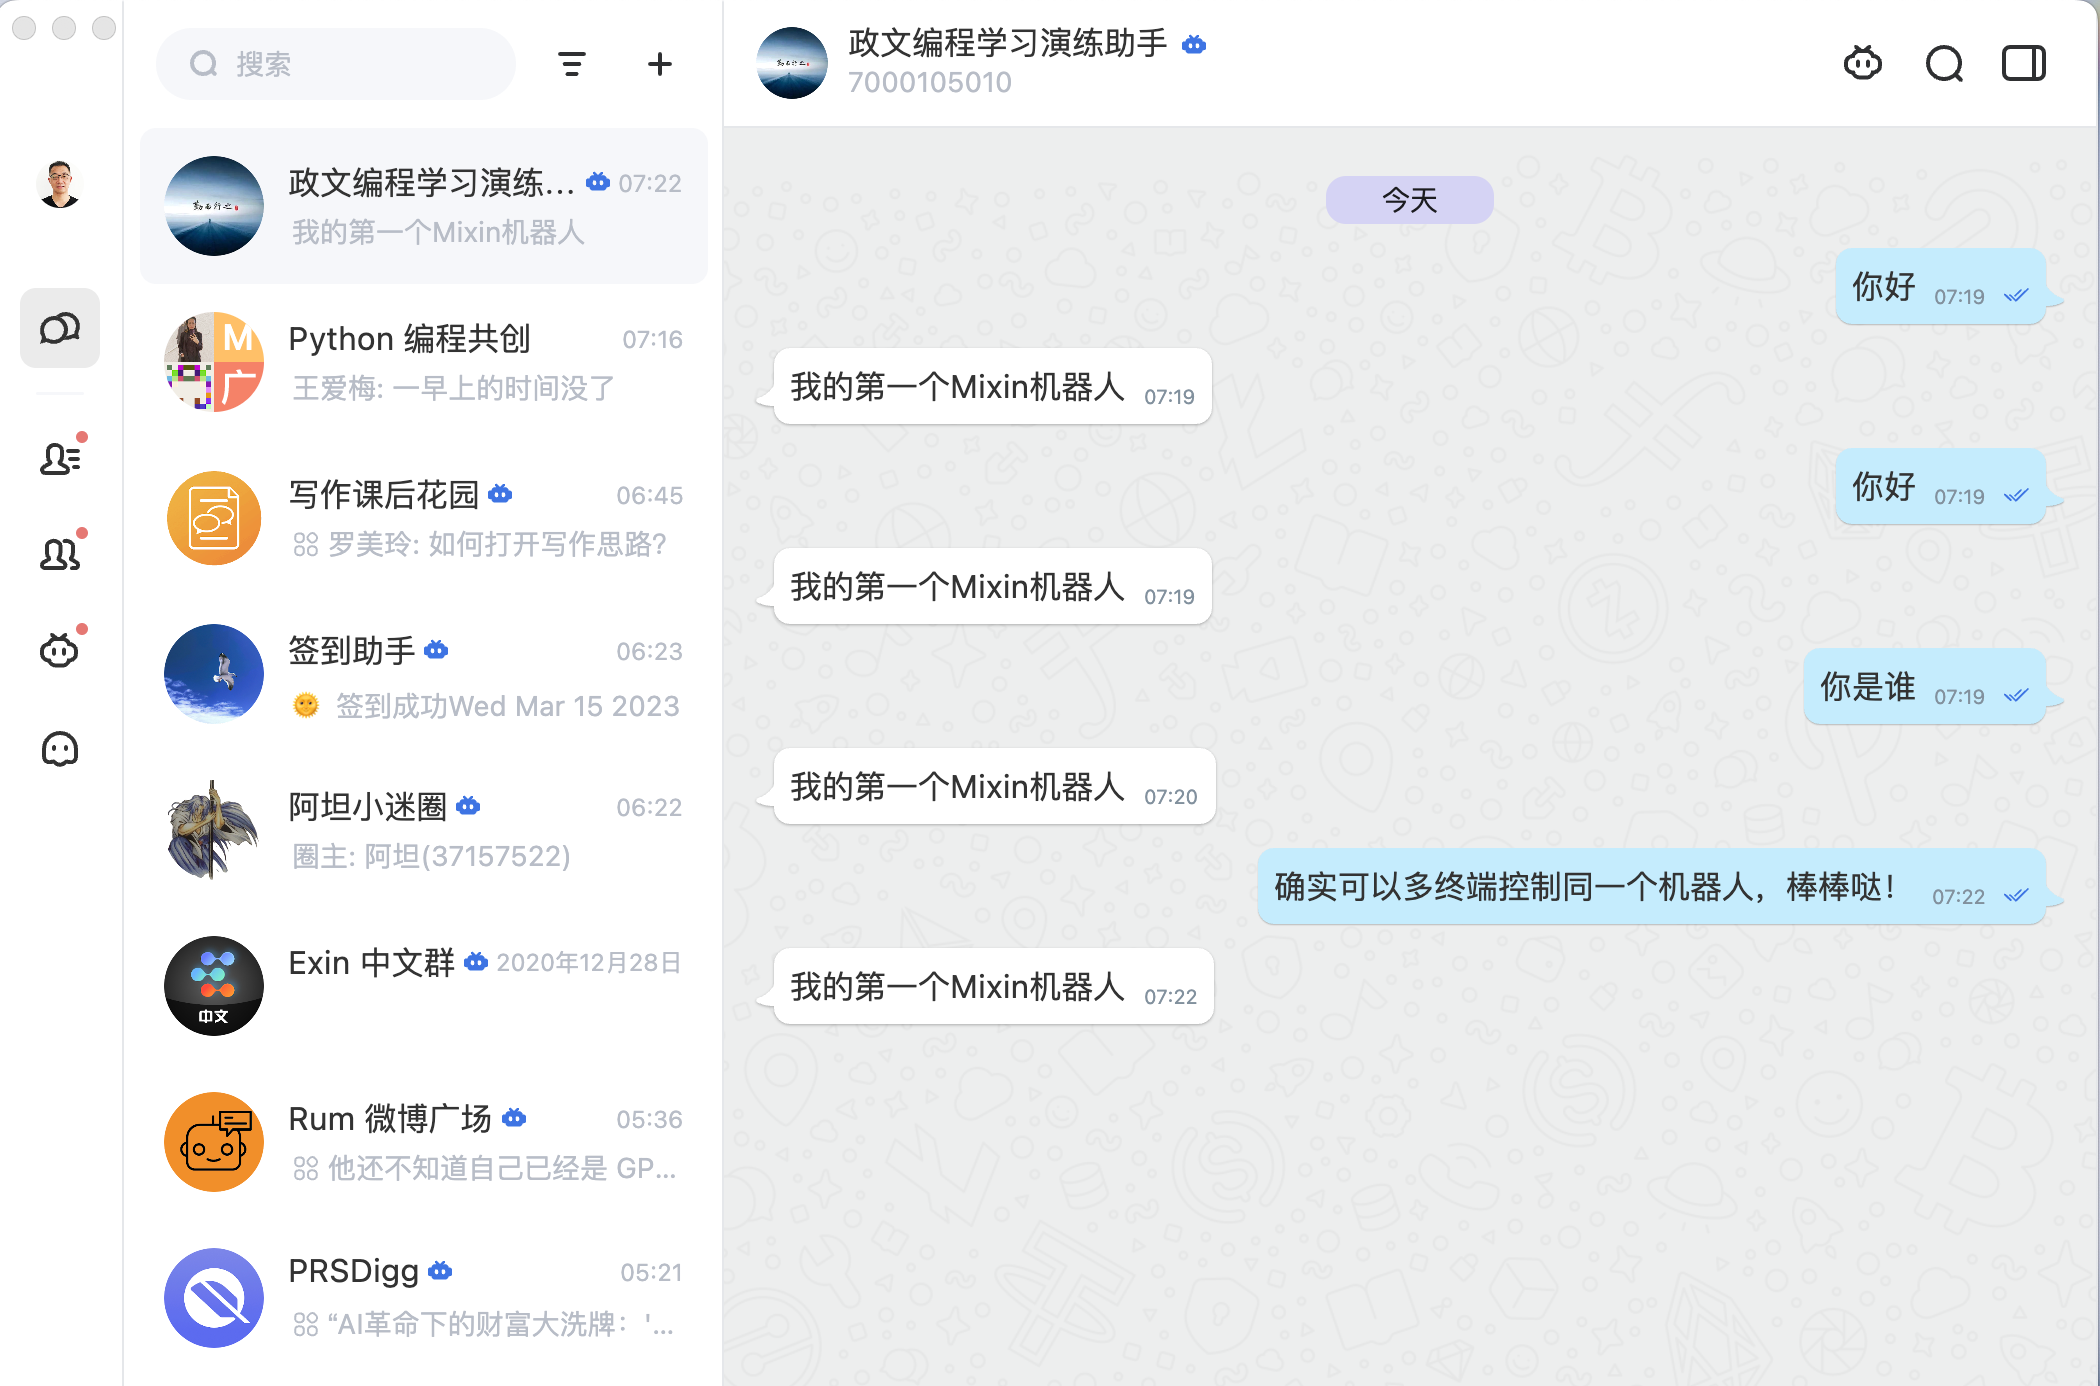 搜索
政文编程学习演练... 07:22
我的第一个Mixin机器人
M
广
Python 编程共创 07:16
王爱梅: 一早上的时间没了
写作课后花园 06:45
罗美玲: 如何打开写作思路?
签到助手 06:23
🌞 签到成功Wed Mar 15 2023
阿坦小迷圈 06:22
圈主: 阿坦(37157522)
中文
Exin 中文群 2020年12月28日
Rum 微博广场 05:36
他还不知道自己已经是 GP...
PRSDigg 05:21
“AI革命下的财富大洗牌：'...
政文编程学习演练助手
7000105010
今天
你好 07:19
我的第一个Mixin机器人 07:19
你好 07:19
我的第一个Mixin机器人 07:19
你是谁 07:19
我的第一个Mixin机器人 07:20
确实可以多终端控制同一个机器人，棒棒哒！ 07:22
我的第一个Mixin机器人 07:22